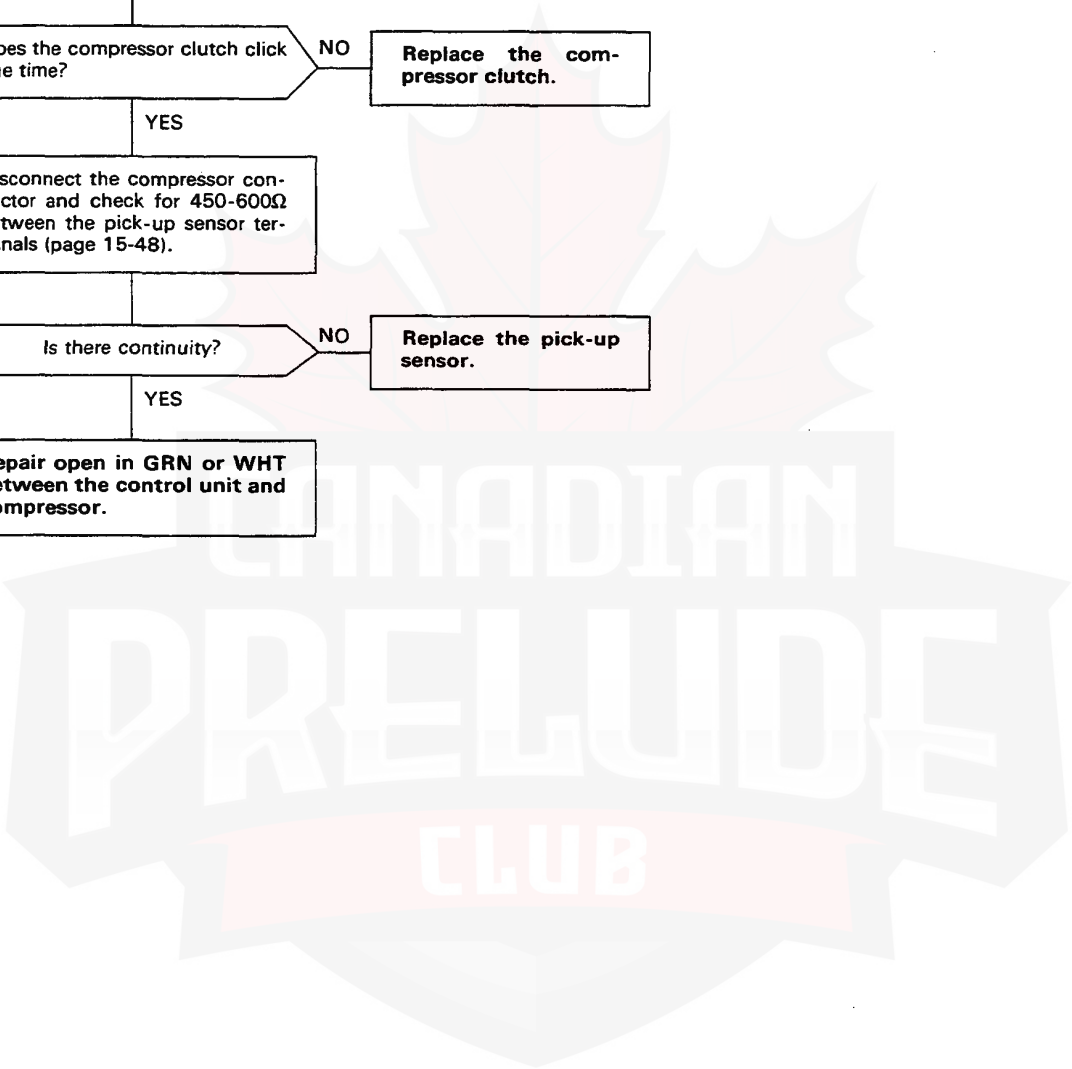 oes the compressor clutch click
e time?
NO
Replace the com-
pressor clutch.
YES
sconnect the compressor con-
ctor and check for 450-600Ω
tween the pick-up sensor ter-
nals (page 15-48).
Is there continuity?
NO
Replace the pick-up
sensor.
YES
epair open in GRN or WHT
etween the control unit and
ompressor.
CANADIAN
PRELUDE
CLUB